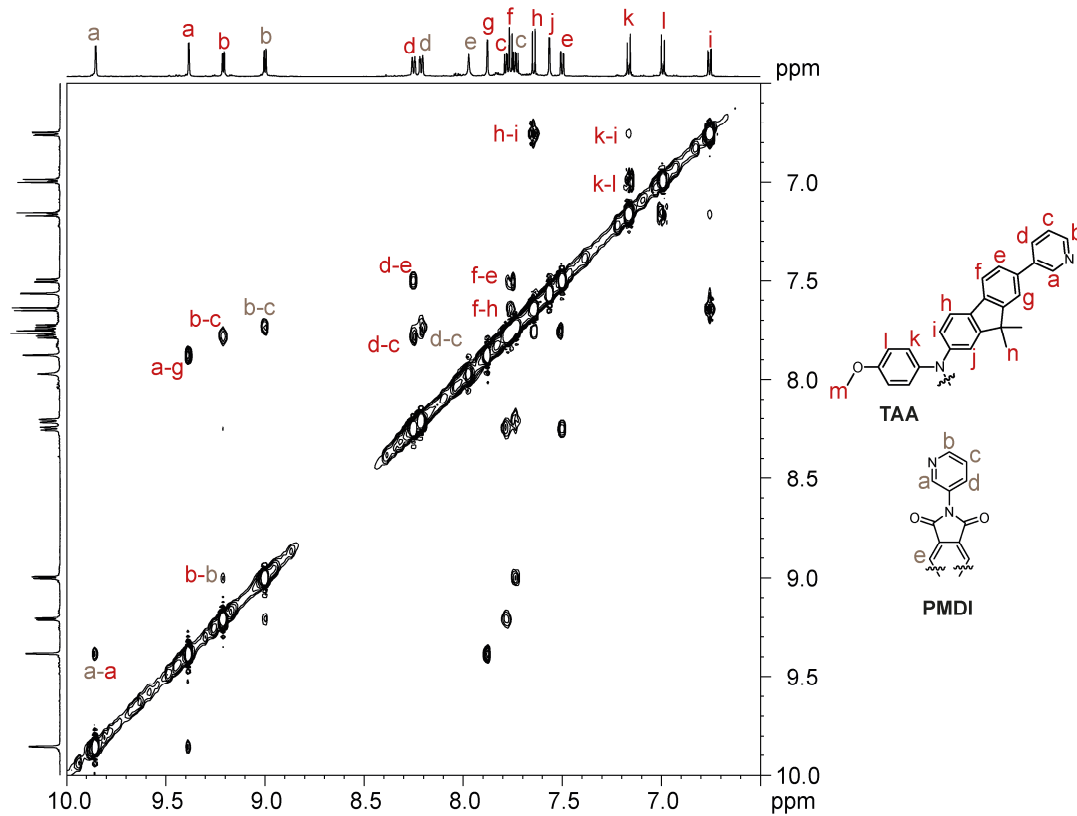 a a b b d d e g c f c h j e k l i
ppm
h-i k-i
k-l
7.0
d-e f-e
7.5
b-c b-c f-h
d-c d-c
a-g
8.0
8.5
b-b
9.0
a-a
9.5
10.0
10.0 9.5 9.0 8.5 8.0 7.5 7.0 ppm
c
d b
e N
f a
h g
i
l k
j n
O N
m
TAA
b
N c
a d
N
O O
e
PMDI